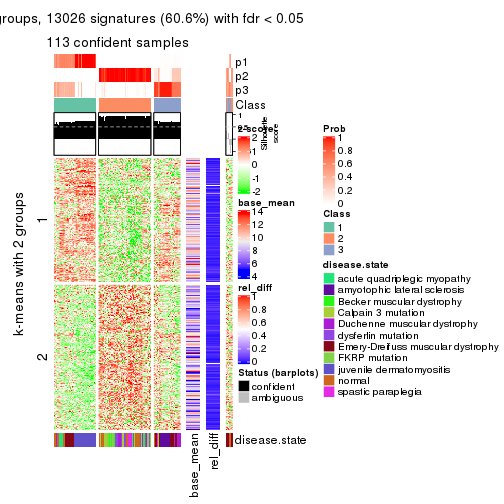 groups, 13026 signatures (60.6%) with fdr < 0.05
113 confident samples
p1
p2
p3
Class
1
0
Silhouette
score
k-means with 2 groups
1
2
z-score
2
1
0
-1
-2
base_mean
14
12
10
8
6
4
rel_diff
1
0.8
0.6
0.4
0.2
0
Status (barplots)
confident
ambiguous
disease.state
base_mean
rel_diff
Prob
1
0.8
0.6
0.4
0.2
0
Class
1
2
3
disease.state
acute quadriplegic myopathy
amyotophic lateral sclerosis
Becker muscular dystrophy
Calpain 3 mutation
Duchenne muscular dystrophy
dysferlin mutation
Emery-Dreifuss muscular dystrophy
FKRP mutation
juvenile dermatomyositis
normal
spastic paraplegia